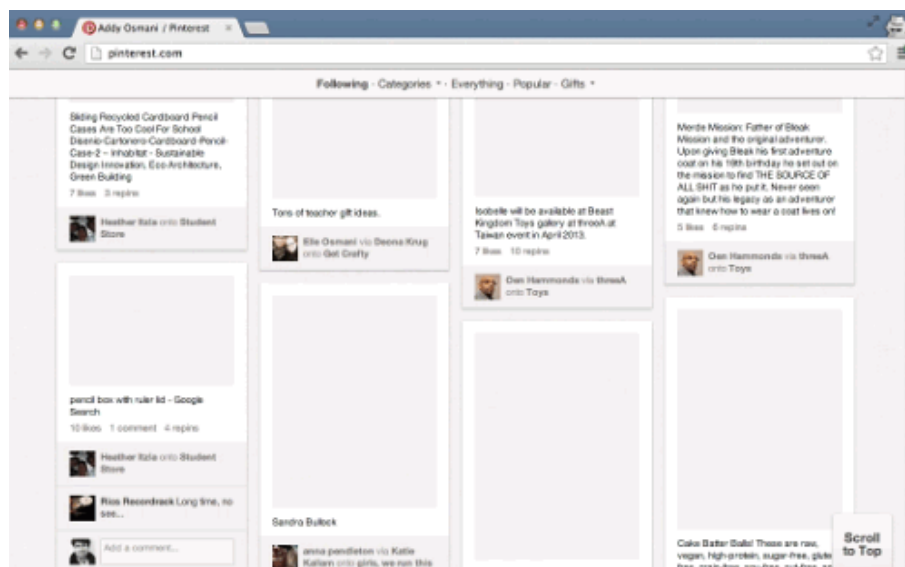 Addy Osmani / Pinterest
pinterest.com
Following · Categories · Everything · Popular · Gifts
Sliding Recycled Cardboard Pencil
Cases Are Too Cool For School
Disenio-Cartonero-Cardboard-Pencil-
Case-2 – Inhabitat - Sustainable
Design Innovation, Eco Architecture,
Green Building
7 likes 3 repins
Heather Itzla onto Student
Store
pencil box with ruler lid - Google
Search
10 likes 1 comment 4 repins
Heather Itzla onto Student
Store
Rios Recordrack Long time, no
see...
Add a comment...
Tons of teacher gift ideas.
Elle Osmani via Deona Krug
onto Get Crafty
Sandra Bullock
anna pendleton via Katie
Kallam onto girls, we run this
Isobelle will be available at Beast
Kingdom Toys gallery at threeA at
Taiwan event in April 2013.
7 likes 10 repins
Den Hammonds via threeA
onto Toys
Merde Mission: Father of Bleak
Mission and the original adventurer.
Upon giving Bleak his first adventure
coat on his 19th birthday he set out on
the mission to find THE SOURCE OF
ALL SHIT as he put it. Never seen
again but his legacy as an adventurer
that knew how to wear a coat lives on!
5 likes 6 repins
Den Hammonds via threeA
onto Toys
Cake Batter Balls! These are raw,
vegan, high-protein, sugar-free,
Scroll
to Top